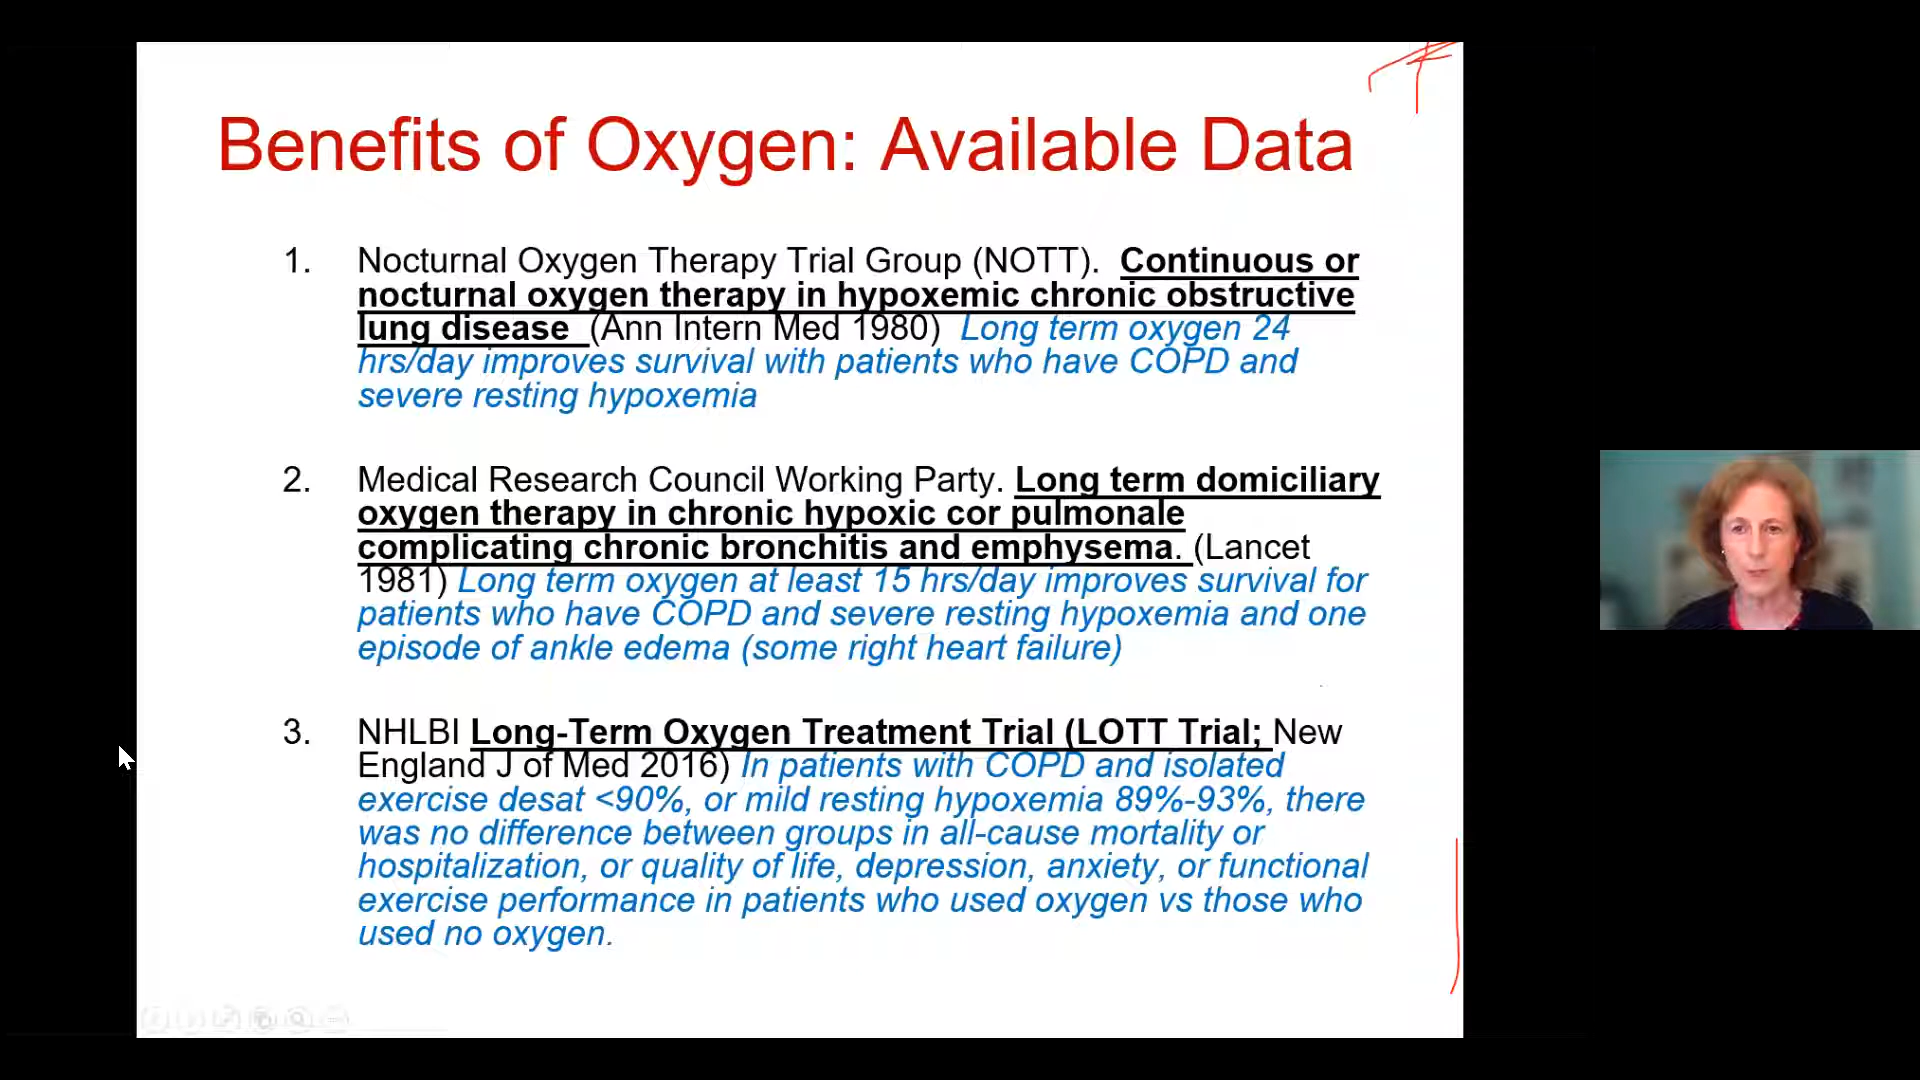 Benefits of Oxygen: Available Data
1. Nocturnal Oxygen Therapy Trial Group (NOTT). Continuous or
nocturnal oxygen therapy in hypoxemic chronic obstructive
lung disease (Ann Intern Med 1980) Long term oxygen 24
hrs/day improves survival with patients who have COPD and
severe resting hypoxemia
2. Medical Research Council Working Party. Long term domiciliary
oxygen therapy in chronic hypoxic cor pulmonale
complicating chronic bronchitis and emphysema. (Lancet
1981) Long term oxygen at least 15 hrs/day improves survival for
patients who have COPD and severe resting hypoxemia and one
episode of ankle edema (some right heart failure)
3. NHLBI Long-Term Oxygen Treatment Trial (LOTT Trial; New
England J of Med 2016) In patients with COPD and isolated
exercise desat <90%, or mild resting hypoxemia 89%-93%, there
was no difference between groups in all-cause mortality or
hospitalization, or quality of life, depression, anxiety, or functional
exercise performance in patients who used oxygen vs those who
used no oxygen.